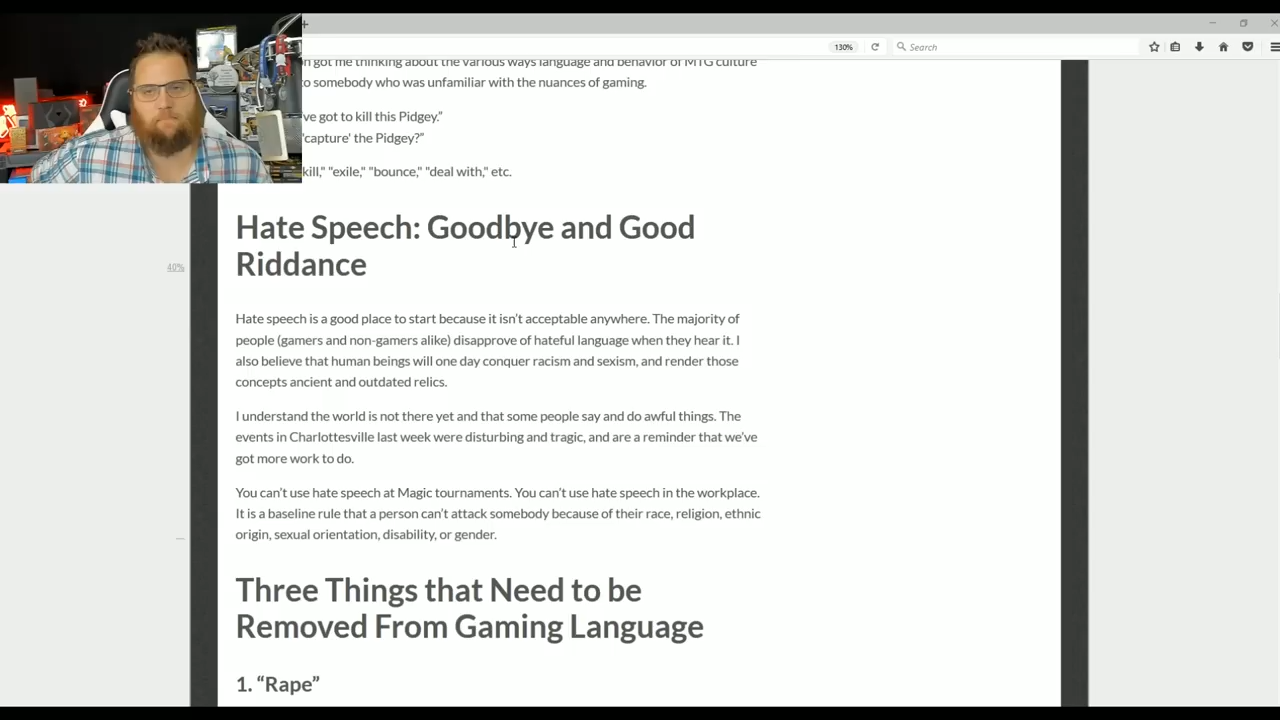 130%
Search
got me thinking about the various ways language and behavior of MTG culture
to somebody who was unfamiliar with the nuances of gaming.
ve got to kill this Pidgey.”
'capture' the Pidgey?”
kill," "exile," "bounce," "deal with," etc.
Hate Speech: Goodbye and Good
Riddance
40%
Hate speech is a good place to start because it isn’t acceptable anywhere. The majority of
people (gamers and non-gamers alike) disapprove of hateful language when they hear it. I
also believe that human beings will one day conquer racism and sexism, and render those
concepts ancient and outdated relics.
I understand the world is not there yet and that some people say and do awful things. The
events in Charlottesville last week were disturbing and tragic, and are a reminder that we’ve
got more work to do.
You can’t use hate speech at Magic tournaments. You can’t use hate speech in the workplace.
It is a baseline rule that a person can’t attack somebody because of their race, religion, ethnic
origin, sexual orientation, disability, or gender.
Three Things that Need to be
Removed From Gaming Language
1. “Rape”